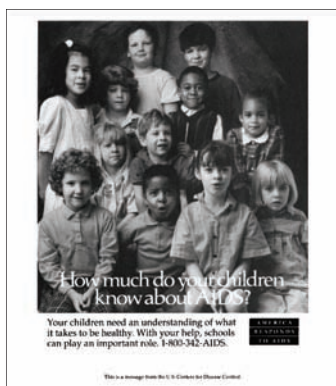 How much do your children
know about AIDS?
Your children need an understanding of what
it takes to be healthy. With your help, schools
can play an important role. 1-800-342-AIDS.
AMERICA
RESPONDS
TO AIDS
This is a message from the U.S. Centers for Disease Control.